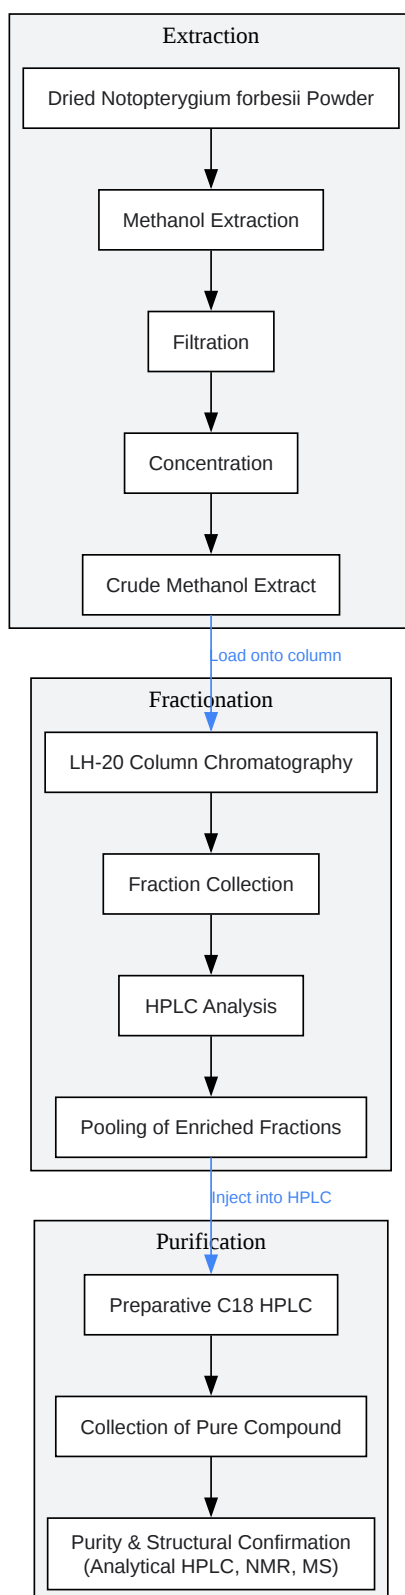 Extraction
Dried Notopterygium forbesii Powder
Methanol Extraction
Filtration
Concentration
Crude Methanol Extract
Load onto column
Fractionation
LH-20 Column Chromatography
Fraction Collection
HPLC Analysis
Pooling of Enriched Fractions
Inject into HPLC
Purification
Preparative C18 HPLC
Collection of Pure Compound
Purity & Structural Confirmation
(Analytical HPLC, NMR, MS)